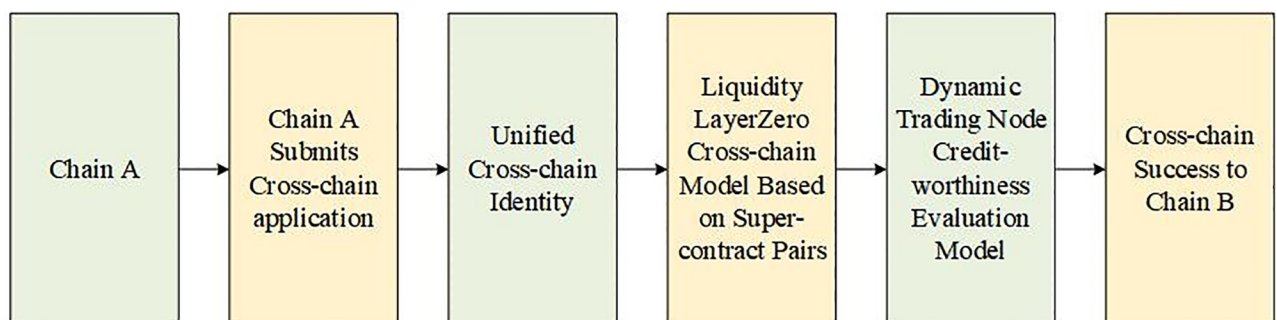 Chain A
Chain A
Submits
Cross-chain
application
Unified
Cross-chain
Identity
Liquidity
LayerZero
Cross-chain
Model Based
on Super-
contract Pairs
Dynamic
Trading Node
Credit-
worthiness
Evaluation
Model
Cross-chain
Success to
Chain B